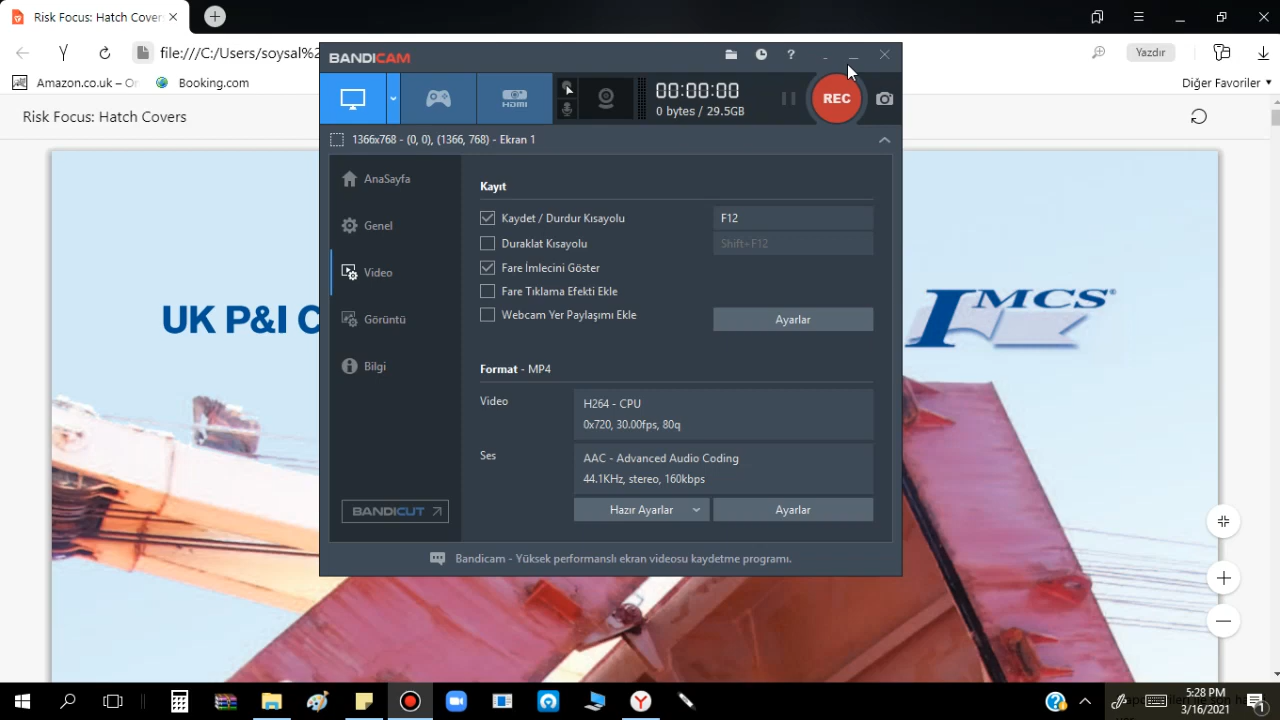 Risk Focus: Hatch Cover
file:///C:/Users/soysal%2
Yazdır
Amazon.co.uk – Or
Booking.com
Diğer Favoriler
Risk Focus: Hatch Covers
BANDICAM
?
HDMI
00:00:00
0 bytes / 29.5GB
REC
1366x768 - (0, 0), (1366, 768) - Ekran 1
AnaSayfa
Genel
Video
Görüntü
Bilgi
BANDICUT
Kayıt
Kaydet / Durdur Kısayolu
F12
Duraklat Kısayolu
Shift+F12
Fare İmlecini Göster
Fare Tıklama Efekti Ekle
Webcam Yer Paylaşımı Ekle
Ayarlar
Format - MP4
Video
H264 - CPU
0x720, 30.00fps, 80q
Ses
AAC - Advanced Audio Coding
44.1KHz, stereo, 160kbps
Hazır Ayarlar
Ayarlar
Bandicam - Yüksek performanslı ekran videosu kaydetme programı.
UK P&I C
IMCS®
5:28 PM
3/16/2021
1